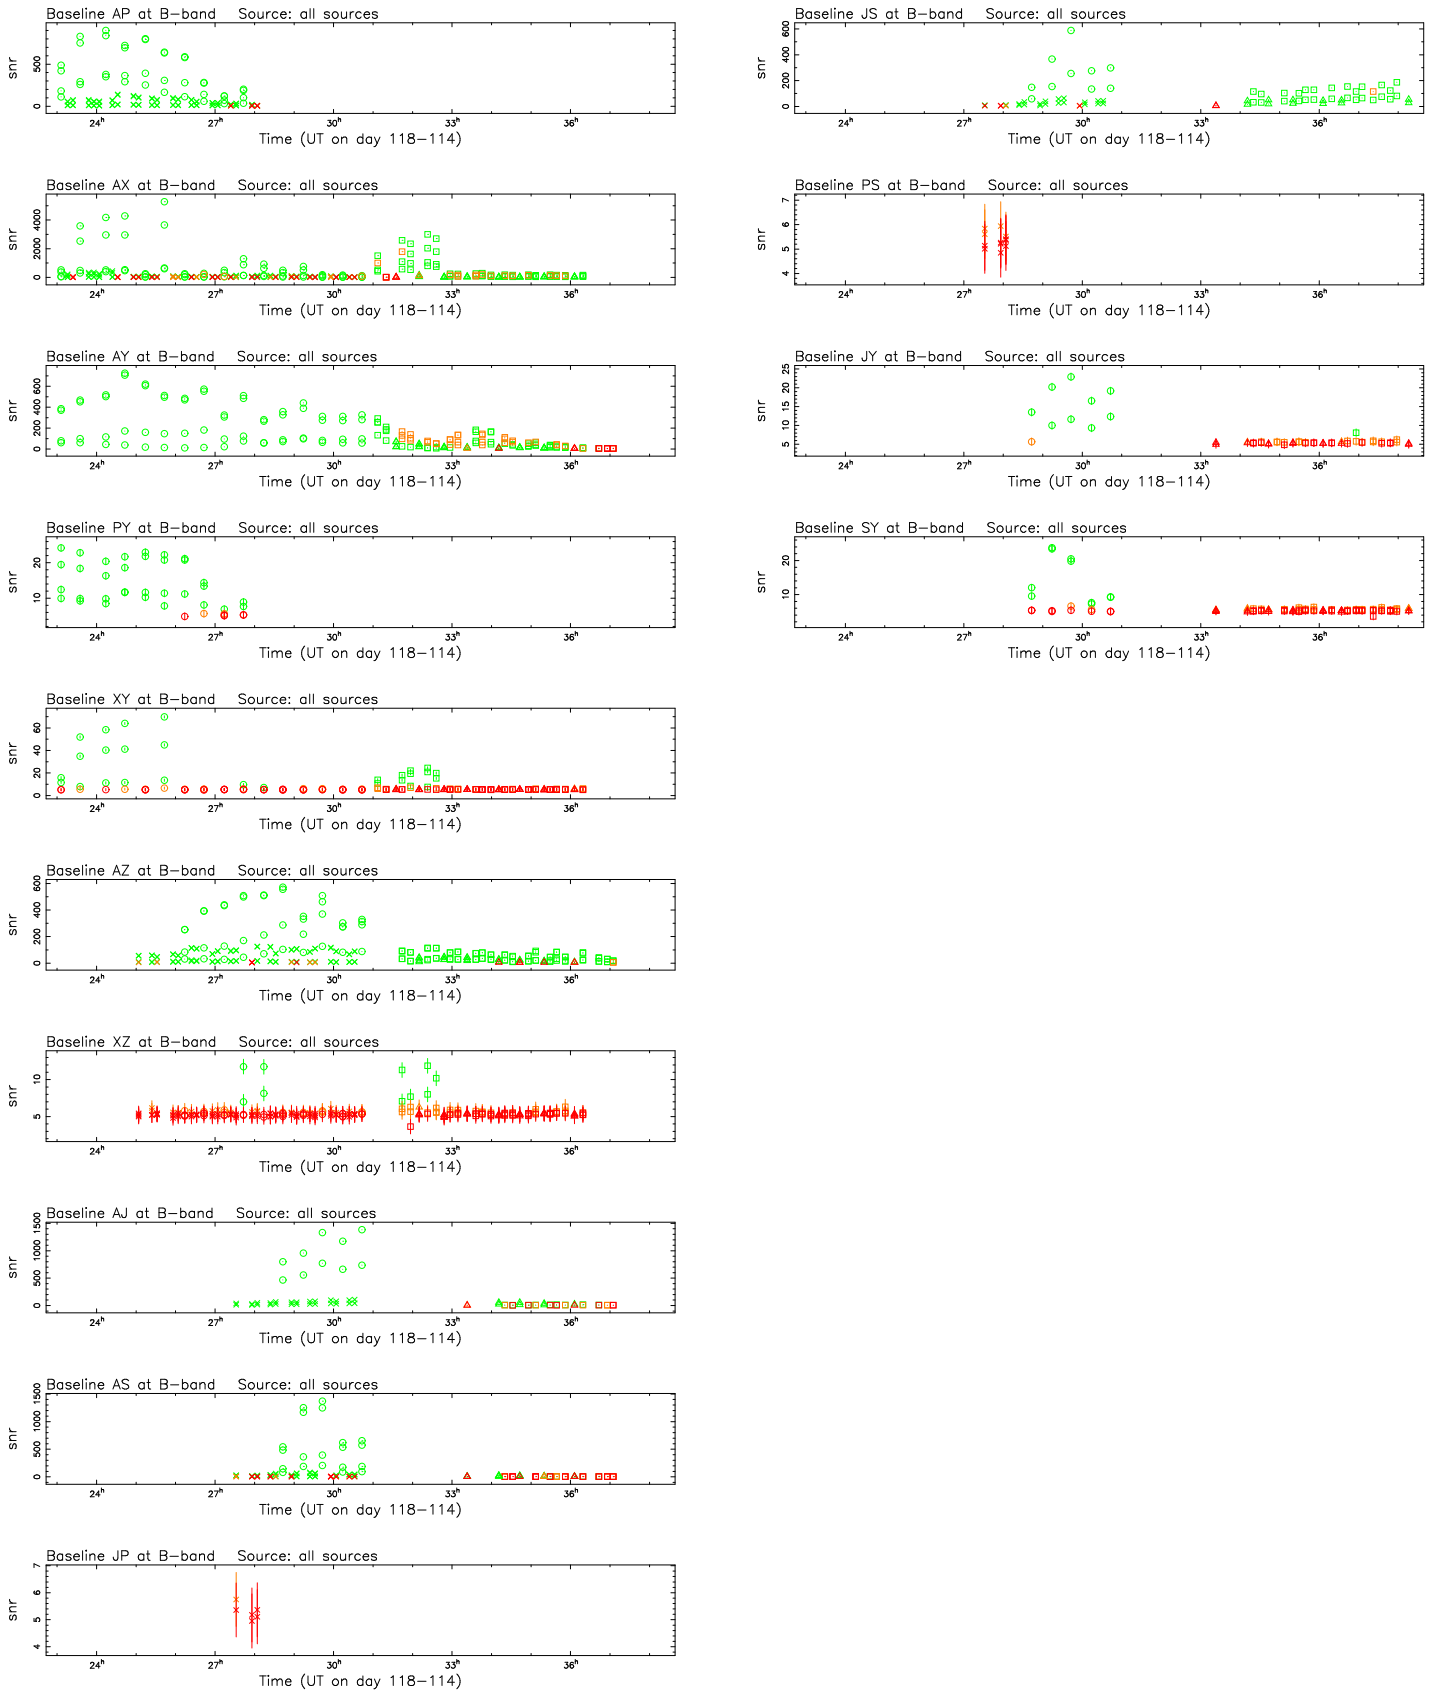 Baseline AP at B-band Source: all sources
snr
0 500
24h 27h 30h 33h 36h
Time (UT on day 118-114)
Baseline AX at B-band Source: all sources
snr
0 2000 4000
24h 27h 30h 33h 36h
Time (UT on day 118-114)
Baseline AY at B-band Source: all sources
snr
0 200 400 600
24h 27h 30h 33h 36h
Time (UT on day 118-114)
Baseline PY at B-band Source: all sources
snr
10 20
24h 27h 30h 33h 36h
Time (UT on day 118-114)
Baseline XY at B-band Source: all sources
snr
0 20 40 60
24h 27h 30h 33h 36h
Time (UT on day 118-114)
Baseline AZ at B-band Source: all sources
snr
0 200 400 600
24h 27h 30h 33h 36h
Time (UT on day 118-114)
Baseline XZ at B-band Source: all sources
snr
5 10
24h 27h 30h 33h 36h
Time (UT on day 118-114)
Baseline AJ at B-band Source: all sources
snr
0 500 1000 1500
24h 27h 30h 33h 36h
Time (UT on day 118-114)
Baseline AS at B-band Source: all sources
snr
0 500 1000 1500
24h 27h 30h 33h 36h
Time (UT on day 118-114)
Baseline JP at B-band Source: all sources
snr
4 5 6 7
24h 27h 30h 33h 36h
Time (UT on day 118-114)
Baseline JS at B-band Source: all sources
snr
0 200 400 600
24h 27h 30h 33h 36h
Time (UT on day 118-114)
Baseline PS at B-band Source: all sources
snr
4 5 6 7
24h 27h 30h 33h 36h
Time (UT on day 118-114)
Baseline JY at B-band Source: all sources
snr
5 10 15 20 25
24h 27h 30h 33h 36h
Time (UT on day 118-114)
Baseline SY at B-band Source: all sources
snr
10 20
24h 27h 30h 33h 36h
Time (UT on day 118-114)